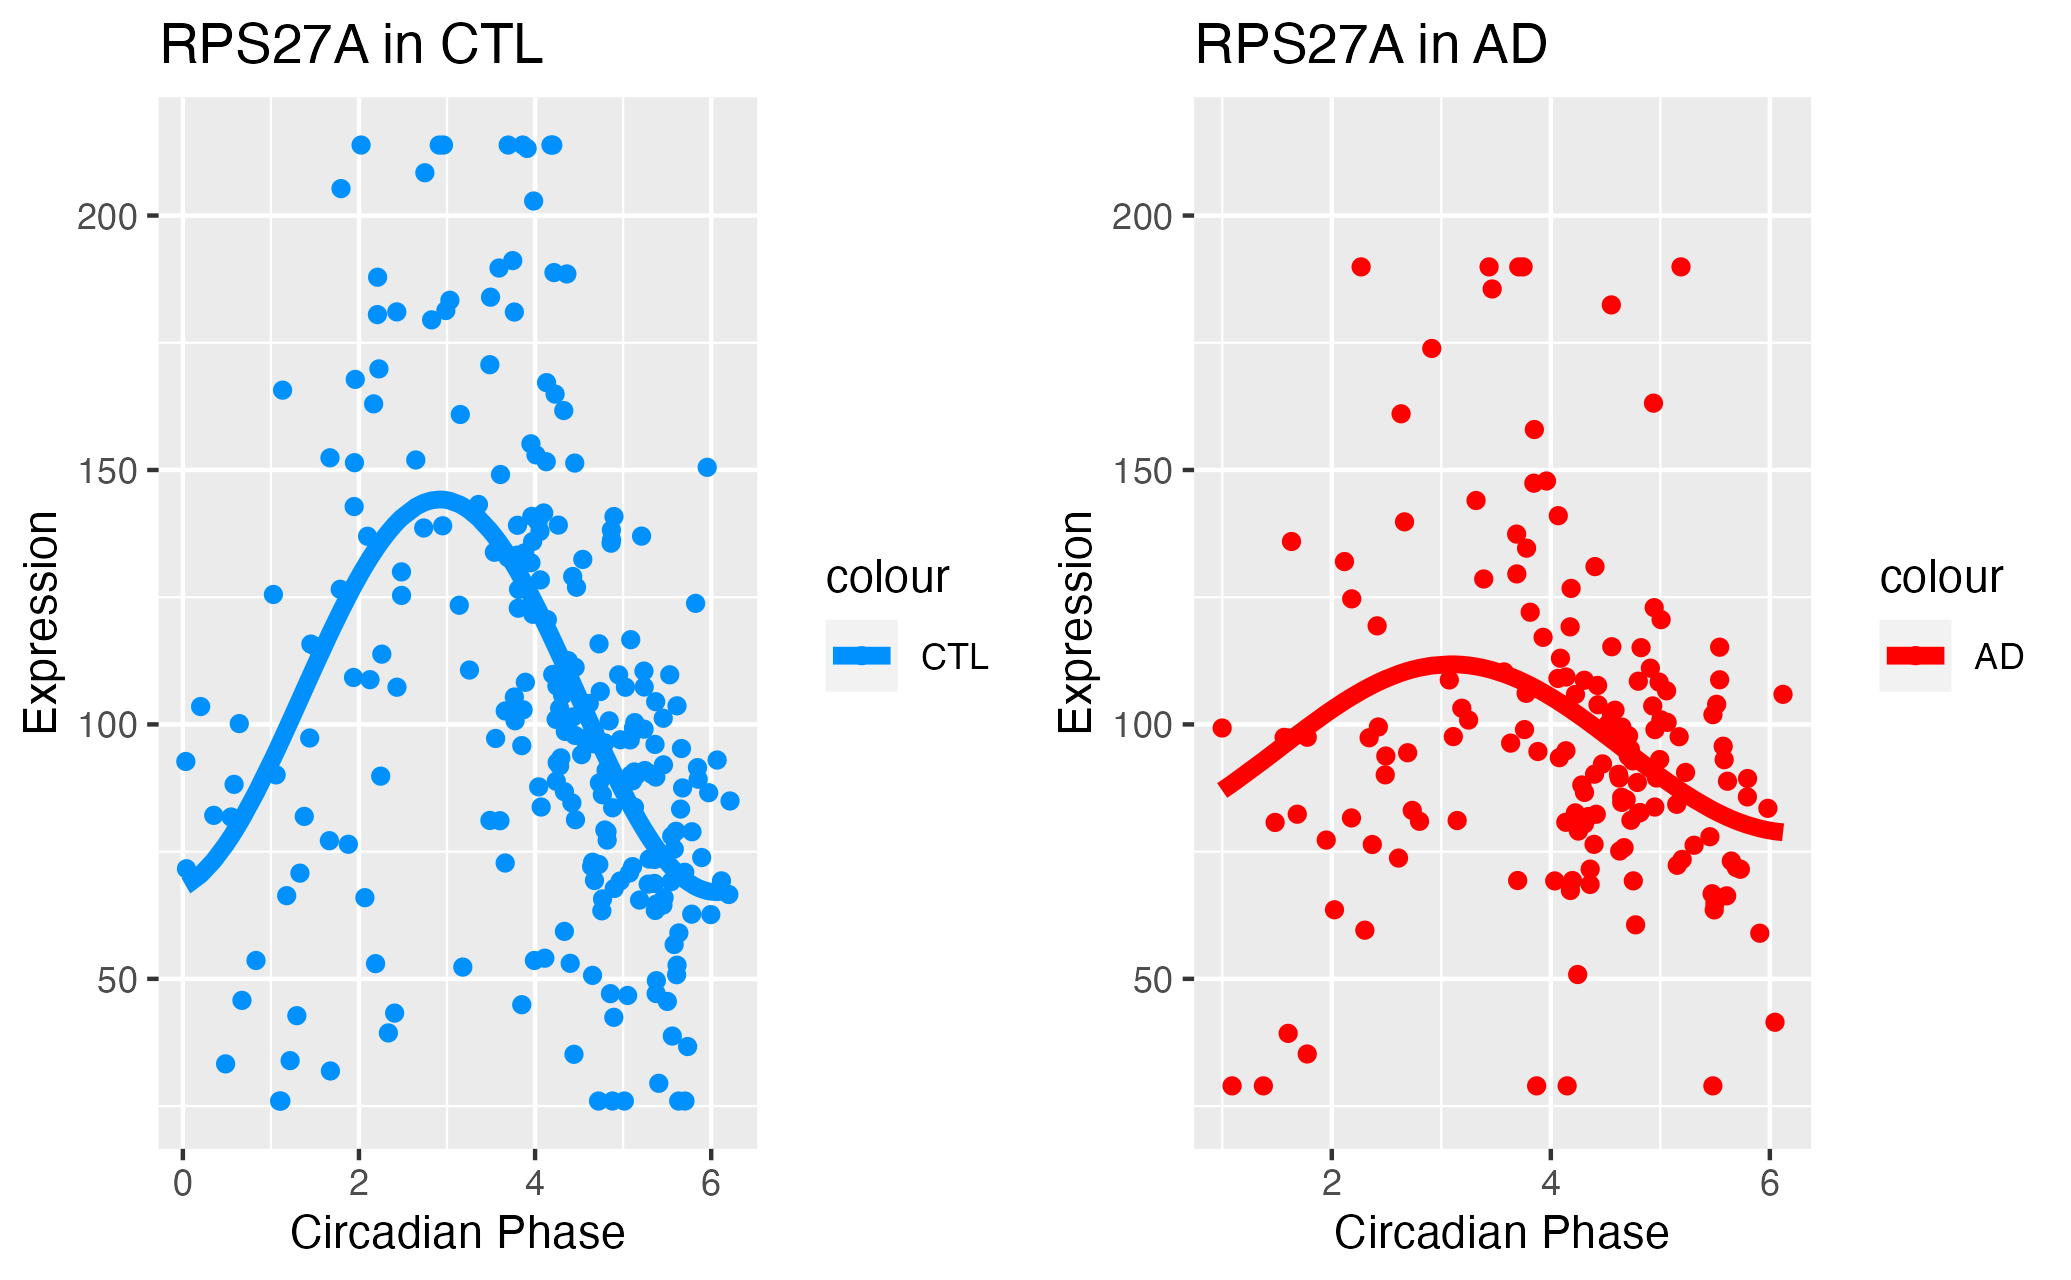 RPS27A in CTL
Expression
200
150
100
50
0 2 4 6
Circadian Phase
colour
CTL
RPS27A in AD
Expression
200
150
100
50
2 4 6
Circadian Phase
colour
AD